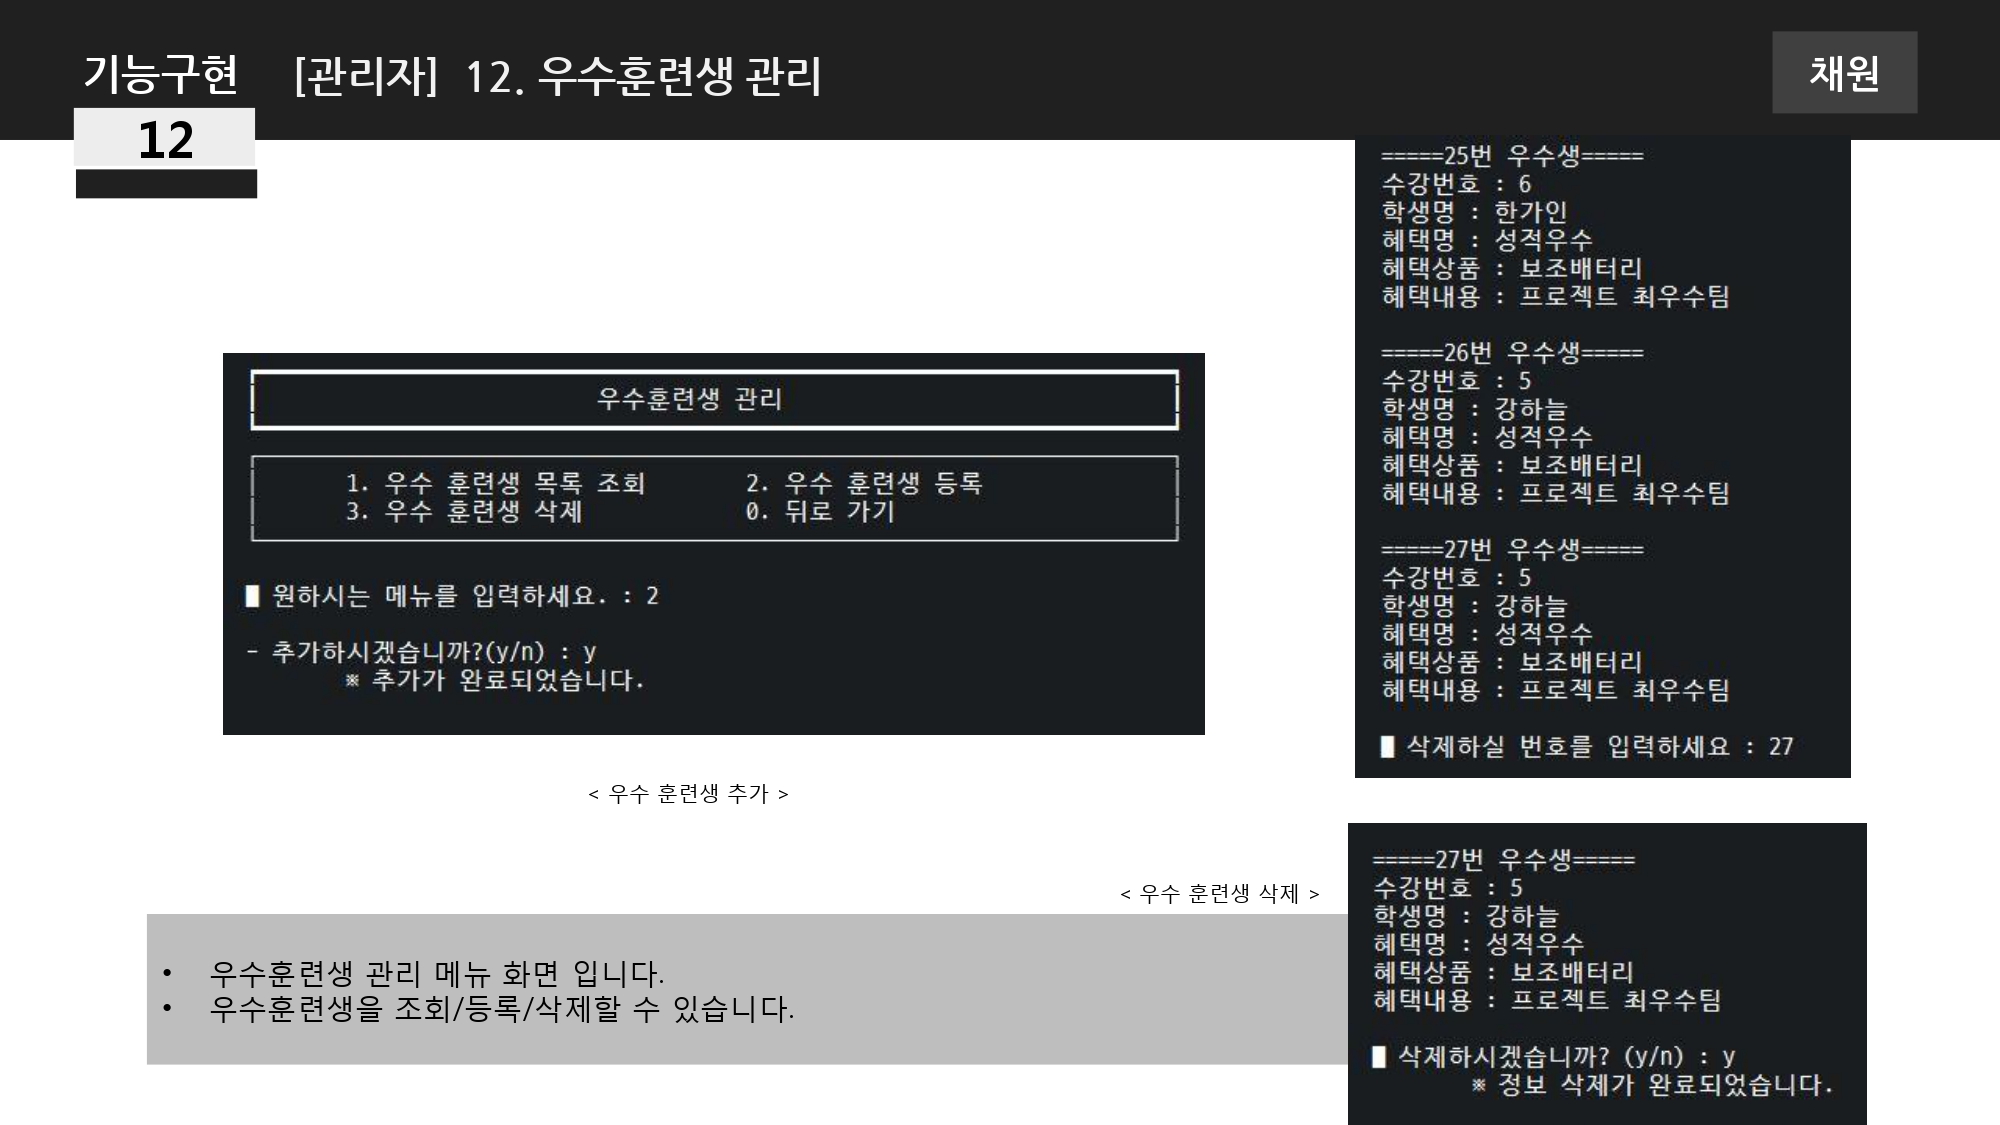 기능구현 [관리자] 12. 우수훈련생 관리
채원
12
우수훈련생 관리
1. 우수 훈련생 목록 조회 2. 우수 훈련생 등록
3. 우수 훈련생 삭제 0. 뒤로 가기
█ 원하시는 메뉴를 입력하세요. : 2
- 추가하시겠습니까?(y/n) : y
※ 추가가 완료되었습니다.
< 우수 훈련생 추가 >
=====25번 우수생=====
수강번호 : 6
학생명 : 한가인
혜택명 : 성적우수
혜택상품 : 보조배터리
혜택내용 : 프로젝트 최우수팀
=====26번 우수생=====
수강번호 : 5
학생명 : 강하늘
혜택명 : 성적우수
혜택상품 : 보조배터리
혜택내용 : 프로젝트 최우수팀
=====27번 우수생=====
수강번호 : 5
학생명 : 강하늘
혜택명 : 성적우수
혜택상품 : 보조배터리
혜택내용 : 프로젝트 최우수팀
█ 삭제하실 번호를 입력하세요 : 27
< 우수 훈련생 삭제 >
=====27번 우수생=====
수강번호 : 5
학생명 : 강하늘
혜택명 : 성적우수
혜택상품 : 보조배터리
혜택내용 : 프로젝트 최우수팀
█ 삭제하시겠습니까? (y/n) : y
※ 정보 삭제가 완료되었습니다.
• 우수훈련생 관리 메뉴 화면 입니다.
• 우수훈련생을 조회/등록/삭제할 수 있습니다.